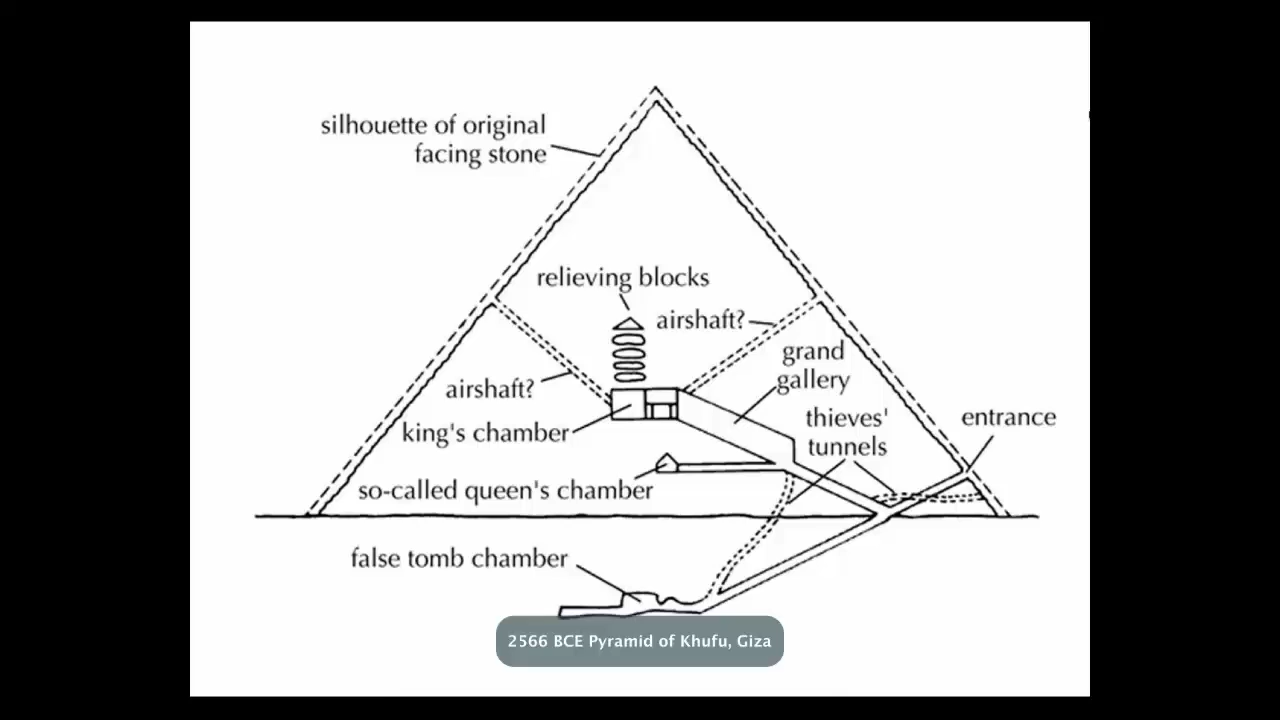 silhouette of original
facing stone
relieving blocks
airshaft?
grand
gallery
airshaft?
thieves'
tunnels
entrance
king's chamber
so-called queen's chamber
false tomb chamber
2566 BCE Pyramid of Khufu, Giza